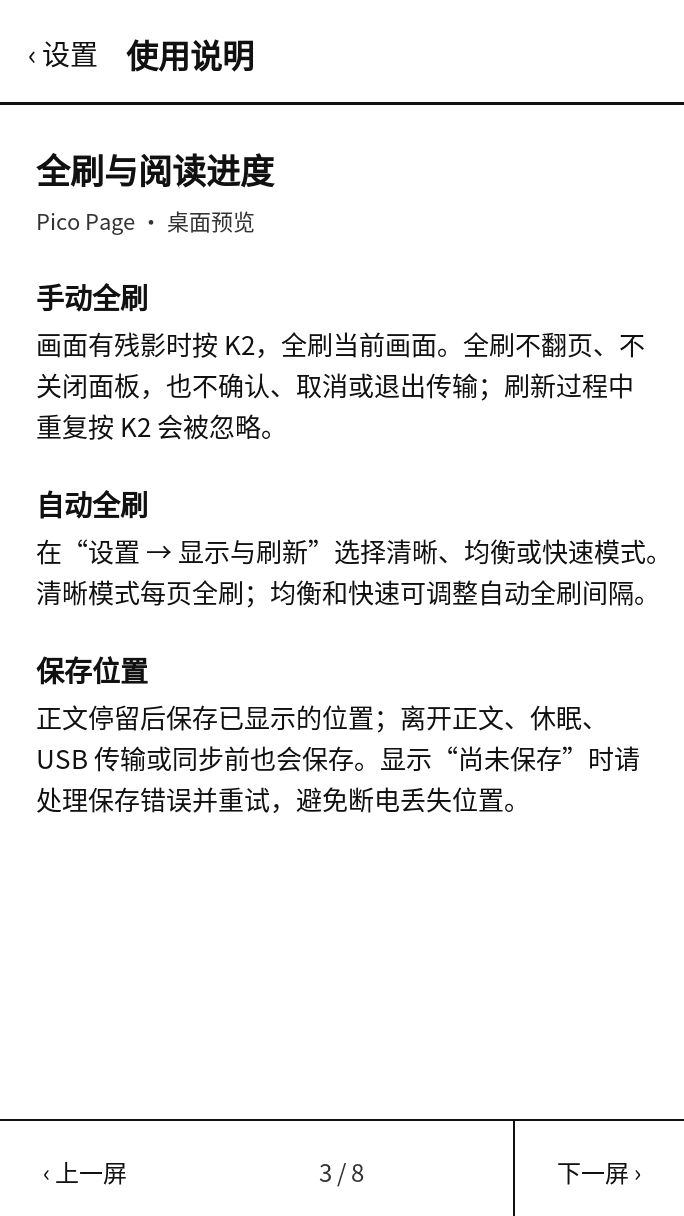 ‹ 设置 使用说明
全刷与阅读进度
Pico Page · 桌面预览
手动全刷
画面有残影时按 K2，全刷当前画面。全刷不翻页、不
关闭面板，也不确认、取消或退出传输；刷新过程中
重复按 K2 会被忽略。
自动全刷
在“设置 → 显示与刷新”选择清晰、均衡或快速模式。
清晰模式每页全刷；均衡和快速可调整自动全刷间隔。
保存位置
正文停留后保存已显示的位置；离开正文、休眠、
USB 传输或同步前也会保存。显示“尚未保存”时请
处理保存错误并重试，避免断电丢失位置。
‹ 上一屏 3 / 8 下一屏 ›